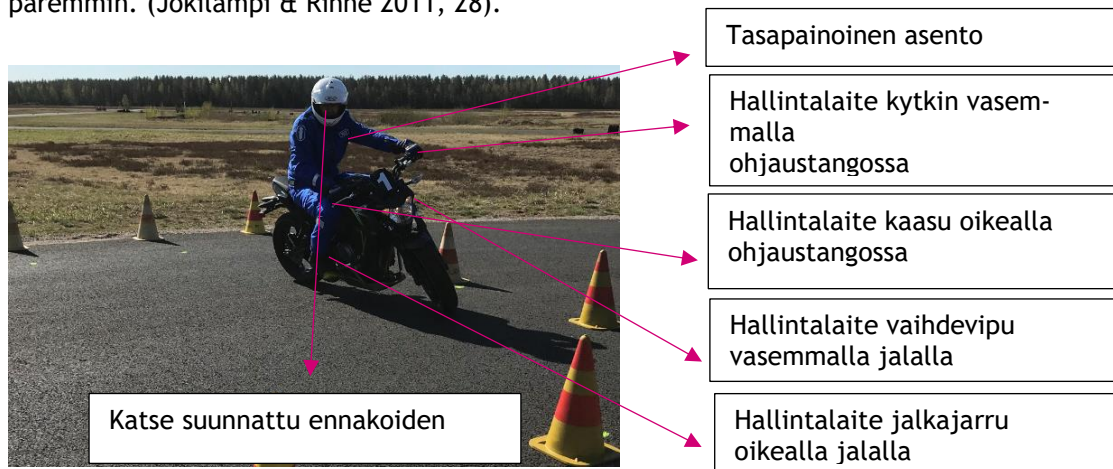 paremmin. (Jokilampi & Rinne 2011, 28).
Tasapainoinen asento
Hallintalaite kytkin vasem-
malla
ohjaustangossa
Hallintalaite kaasu oikealla
ohjaustangossa
Hallintalaite vaihdevipu
vasemmalla jalalla
Hallintalaite jalkajarru
oikealla jalalla
Katse suunnattu ennakoiden
1